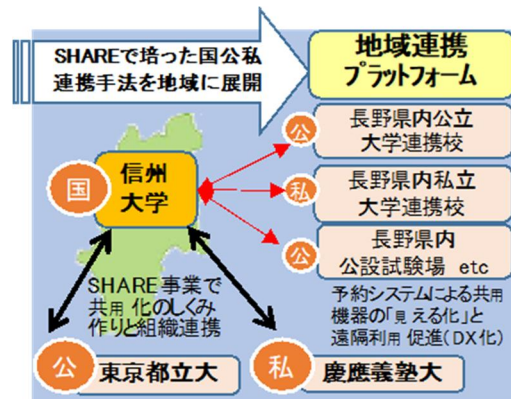 SHAREで培った国公私
連携手法を地域に展開
地域連携
プラットフォーム
公
長野県内公立
大学連携校
国
信州
大学
私
長野県内私立
大学連携校
公
長野県内
公設試験場 etc
SHARE事業で
共用化のしくみ
作りと組織連携
予約システムによる共用
機器の「見える化」と
遠隔利用促進(DX化)
公
東京都立大
私
慶應義塾大